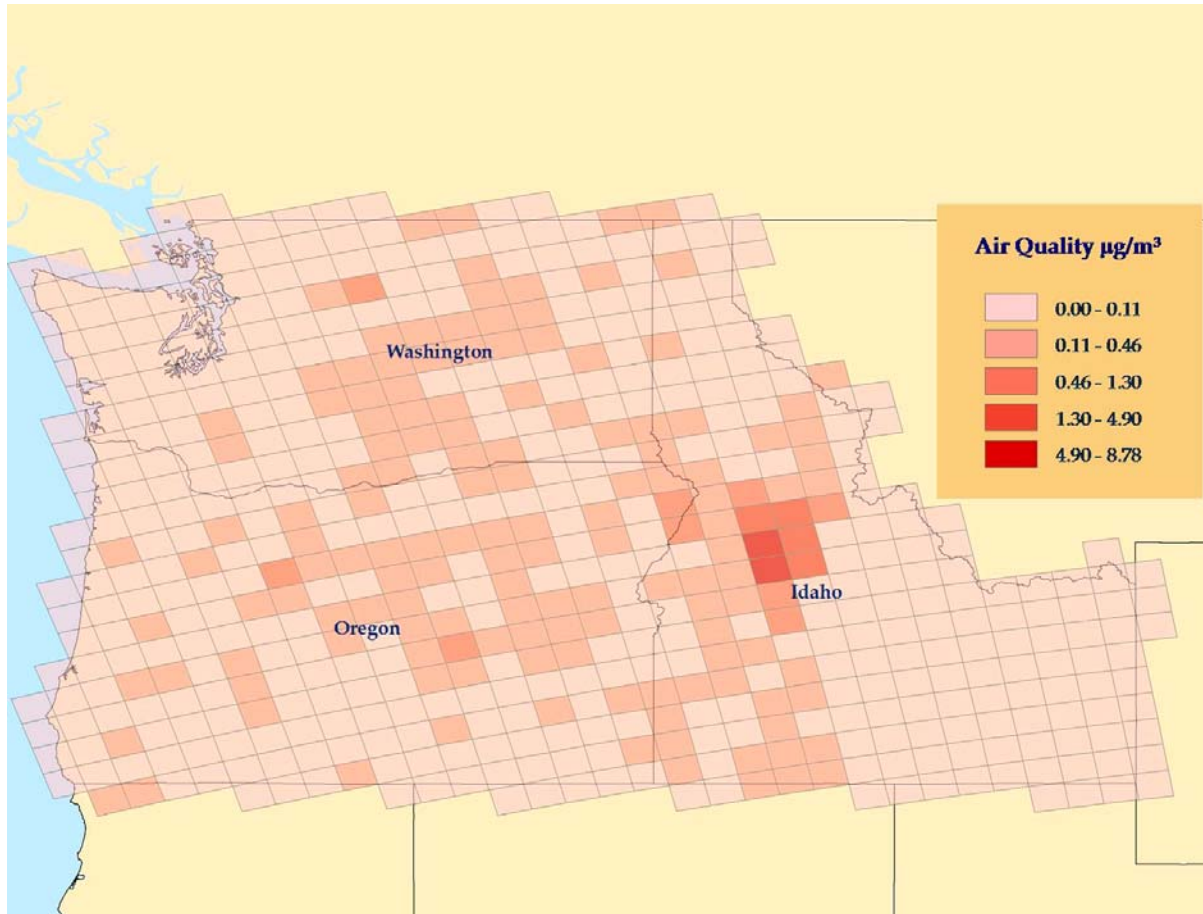 Air Quality µg/m³
0.00 - 0.11
0.11 - 0.46
0.46 - 1.30
1.30 - 4.90
4.90 - 8.78
Washington
Idaho
Oregon